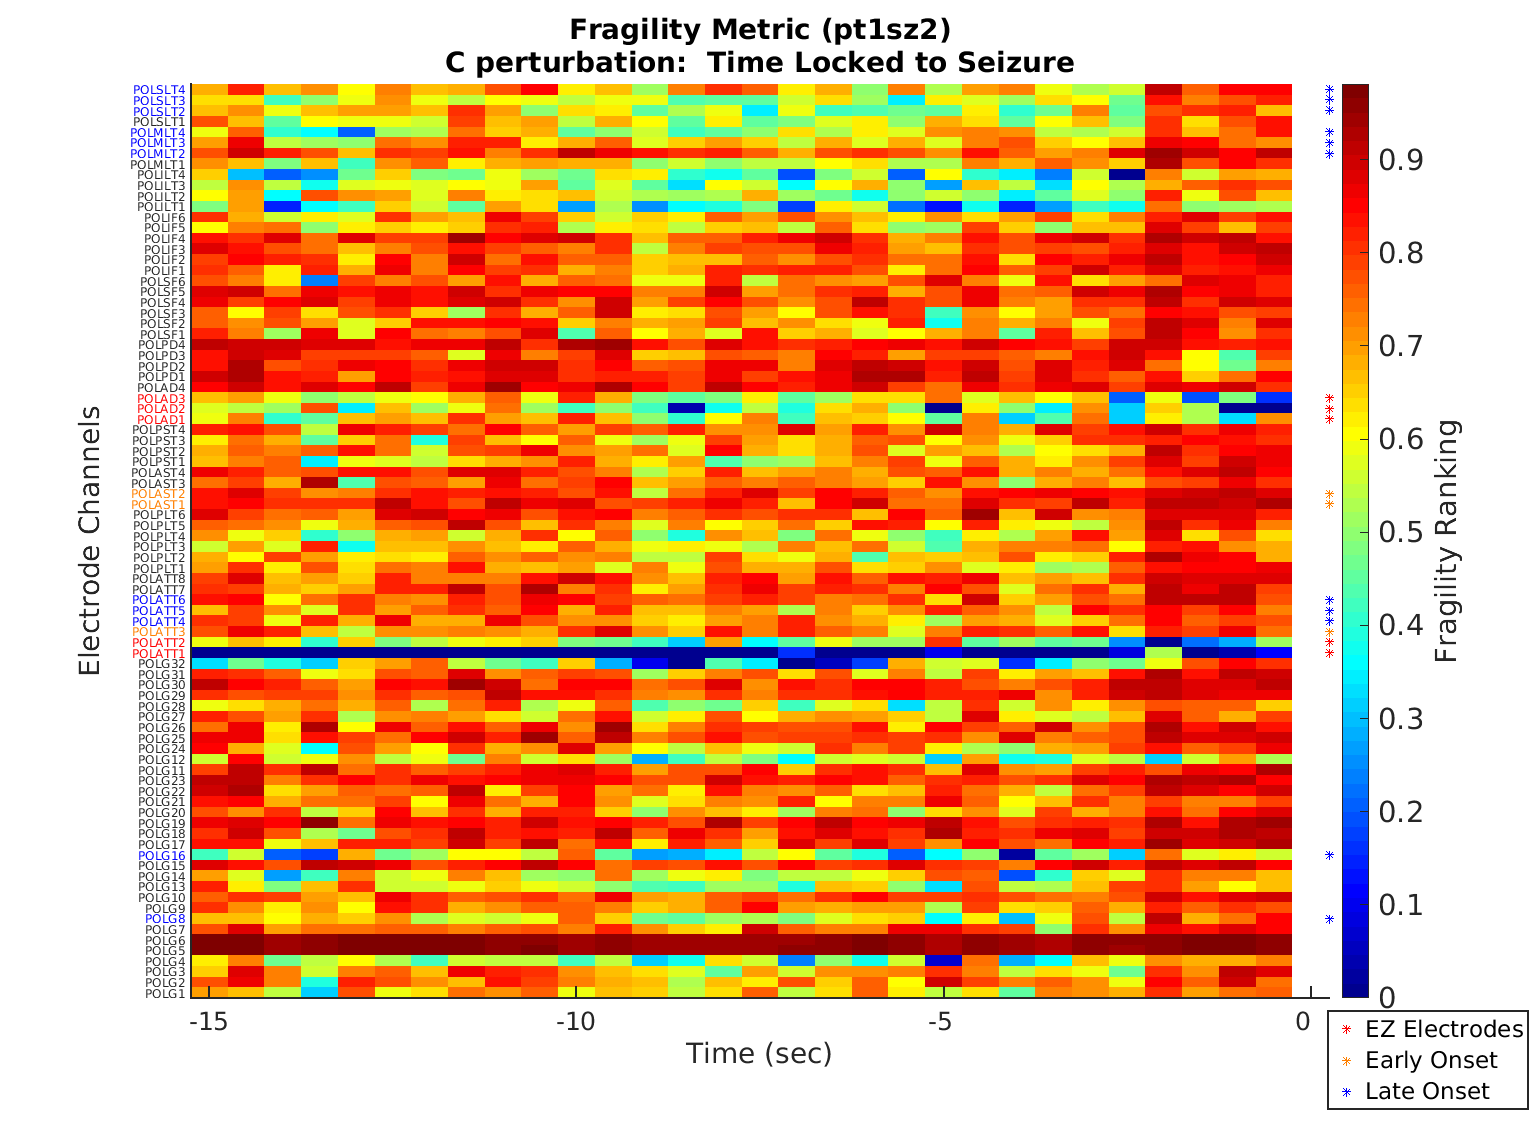 Fragility Metric (pt1sz2)
C perturbation:  Time Locked to Seizure
POLSLT4
POLSLT3
POLSLT2
POLSLT1
POLMLT4
POLMLT3
POLMLT2
POLMLT1
POLILT4
POLILT3
POLILT2
POLILT1
POLIF6
POLIF5
POLIF4
POLIF3
POLIF2
POLIF1
POLSF6
POLSF5
POLSF4
POLSF3
POLSF2
POLSF1
POLPD4
POLPD3
POLPD2
POLPD1
POLAD4
POLAD3
POLAD2
POLAD1
POLPST4
POLPST3
POLPST2
POLPST1
POLAST4
POLAST3
POLAST2
POLAST1
POLPLT6
POLPLT5
POLPLT4
POLPLT3
POLPLT2
POLPLT1
POLATT8
POLATT7
POLATT6
POLATT5
POLATT4
POLATT3
POLATT2
POLATT1
POLG32
POLG31
POLG30
POLG29
POLG28
POLG27
POLG26
POLG25
POLG24
POLG12
POLG11
POLG23
POLG22
POLG21
POLG20
POLG19
POLG18
POLG17
POLG16
POLG15
POLG14
POLG13
POLG10
POLG9
POLG8
POLG7
POLG6
POLG5
POLG4
POLG3
POLG2
POLG1
Electrode Channels
-15
-10
-5
0
Time (sec)
0.9
0.8
0.7
0.6
0.5
0.4
0.3
0.2
0.1
0
Fragility Ranking
EZ Electrodes
Early Onset
Late Onset